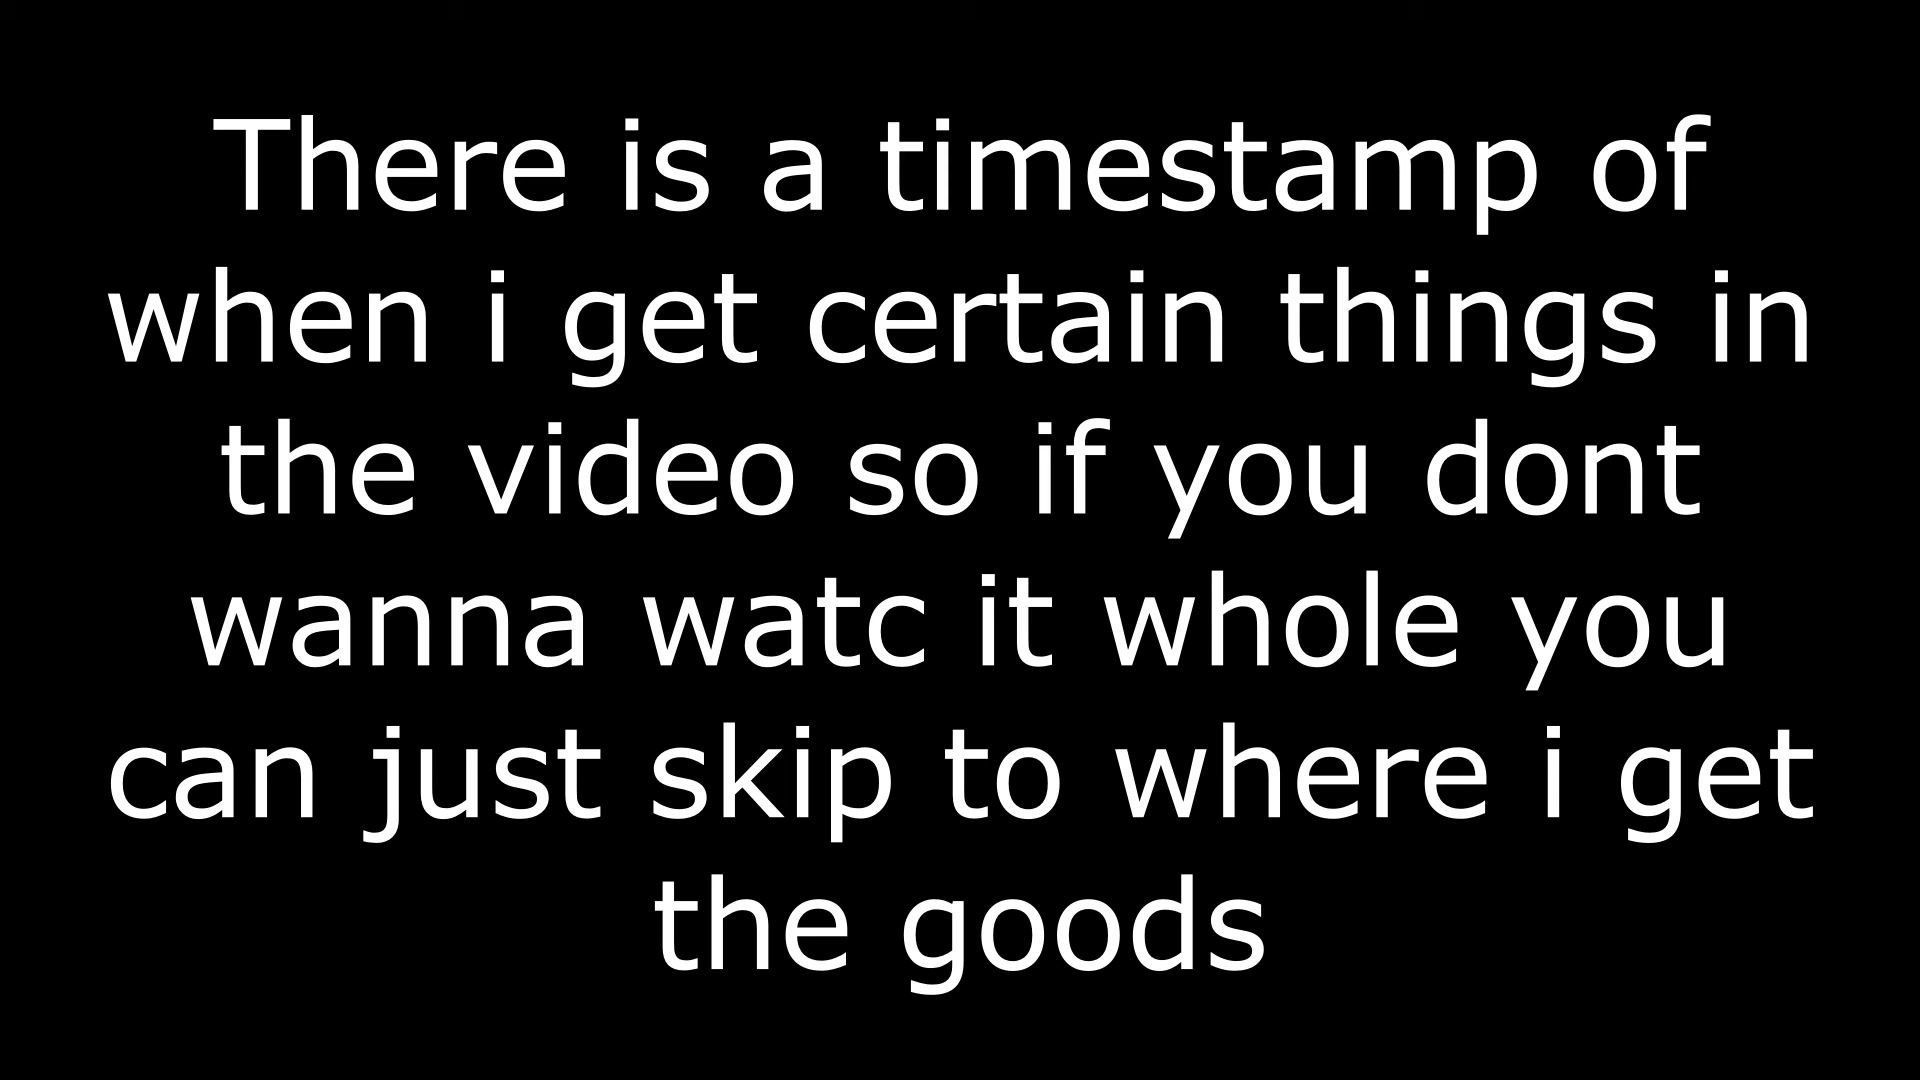 There is a timestamp of
when i get certain things in
the video so if you dont
wanna watc it whole you
can just skip to where i get
the goods